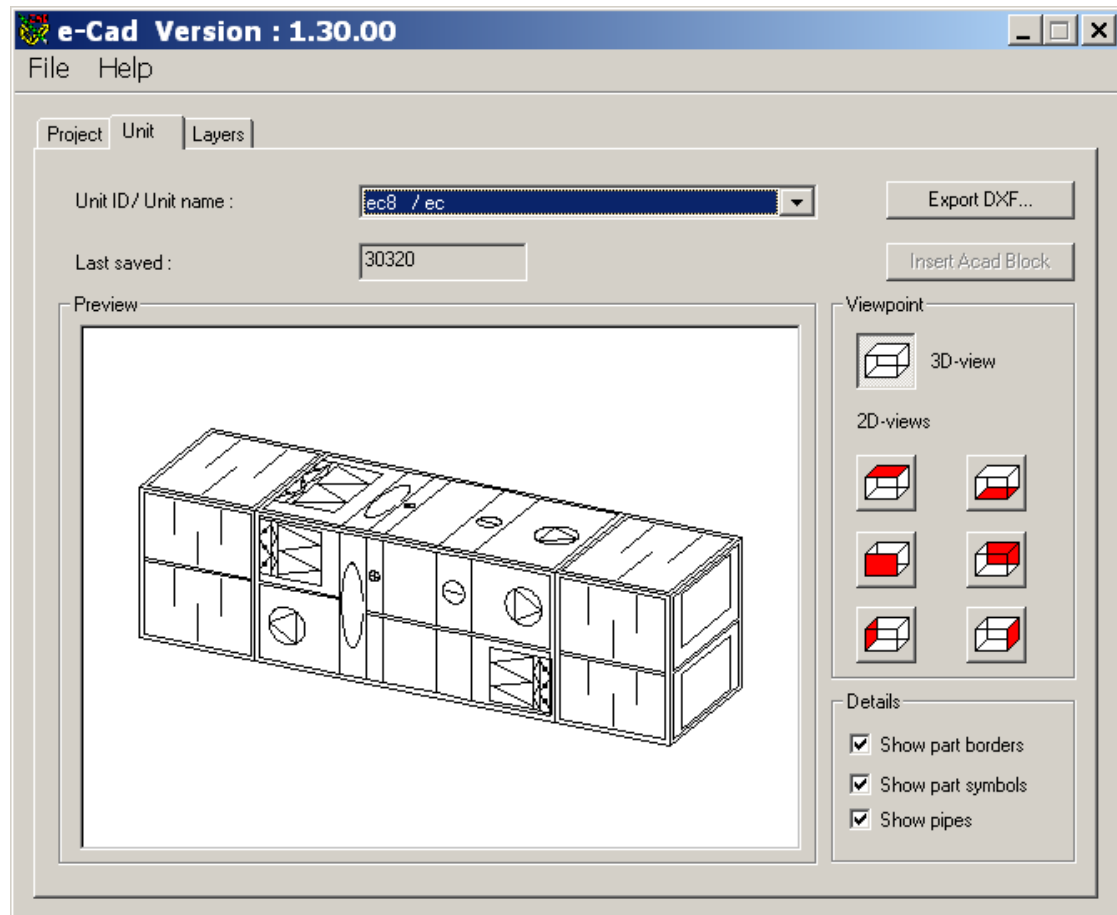 e-Cad Version : 1.30.00
File Help
Project Unit Layers
Unit ID/ Unit name : ec8 / ec Export DXF...
Last saved : 30320 Insert Acad Block
Preview Viewpoint
3D-view
2D-views
Details
Show part borders
Show part symbols
Show pipes